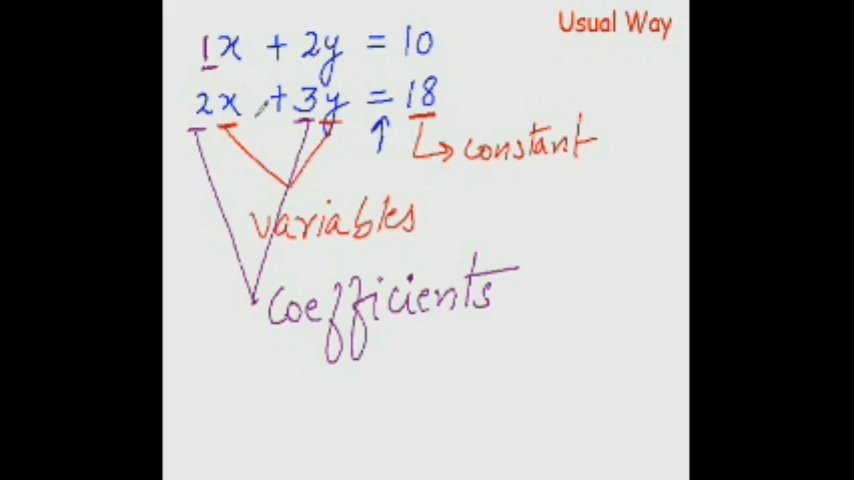 Usual Way
1x + 2y = 10
2x + 3y = 18
constant
variables
coefficients